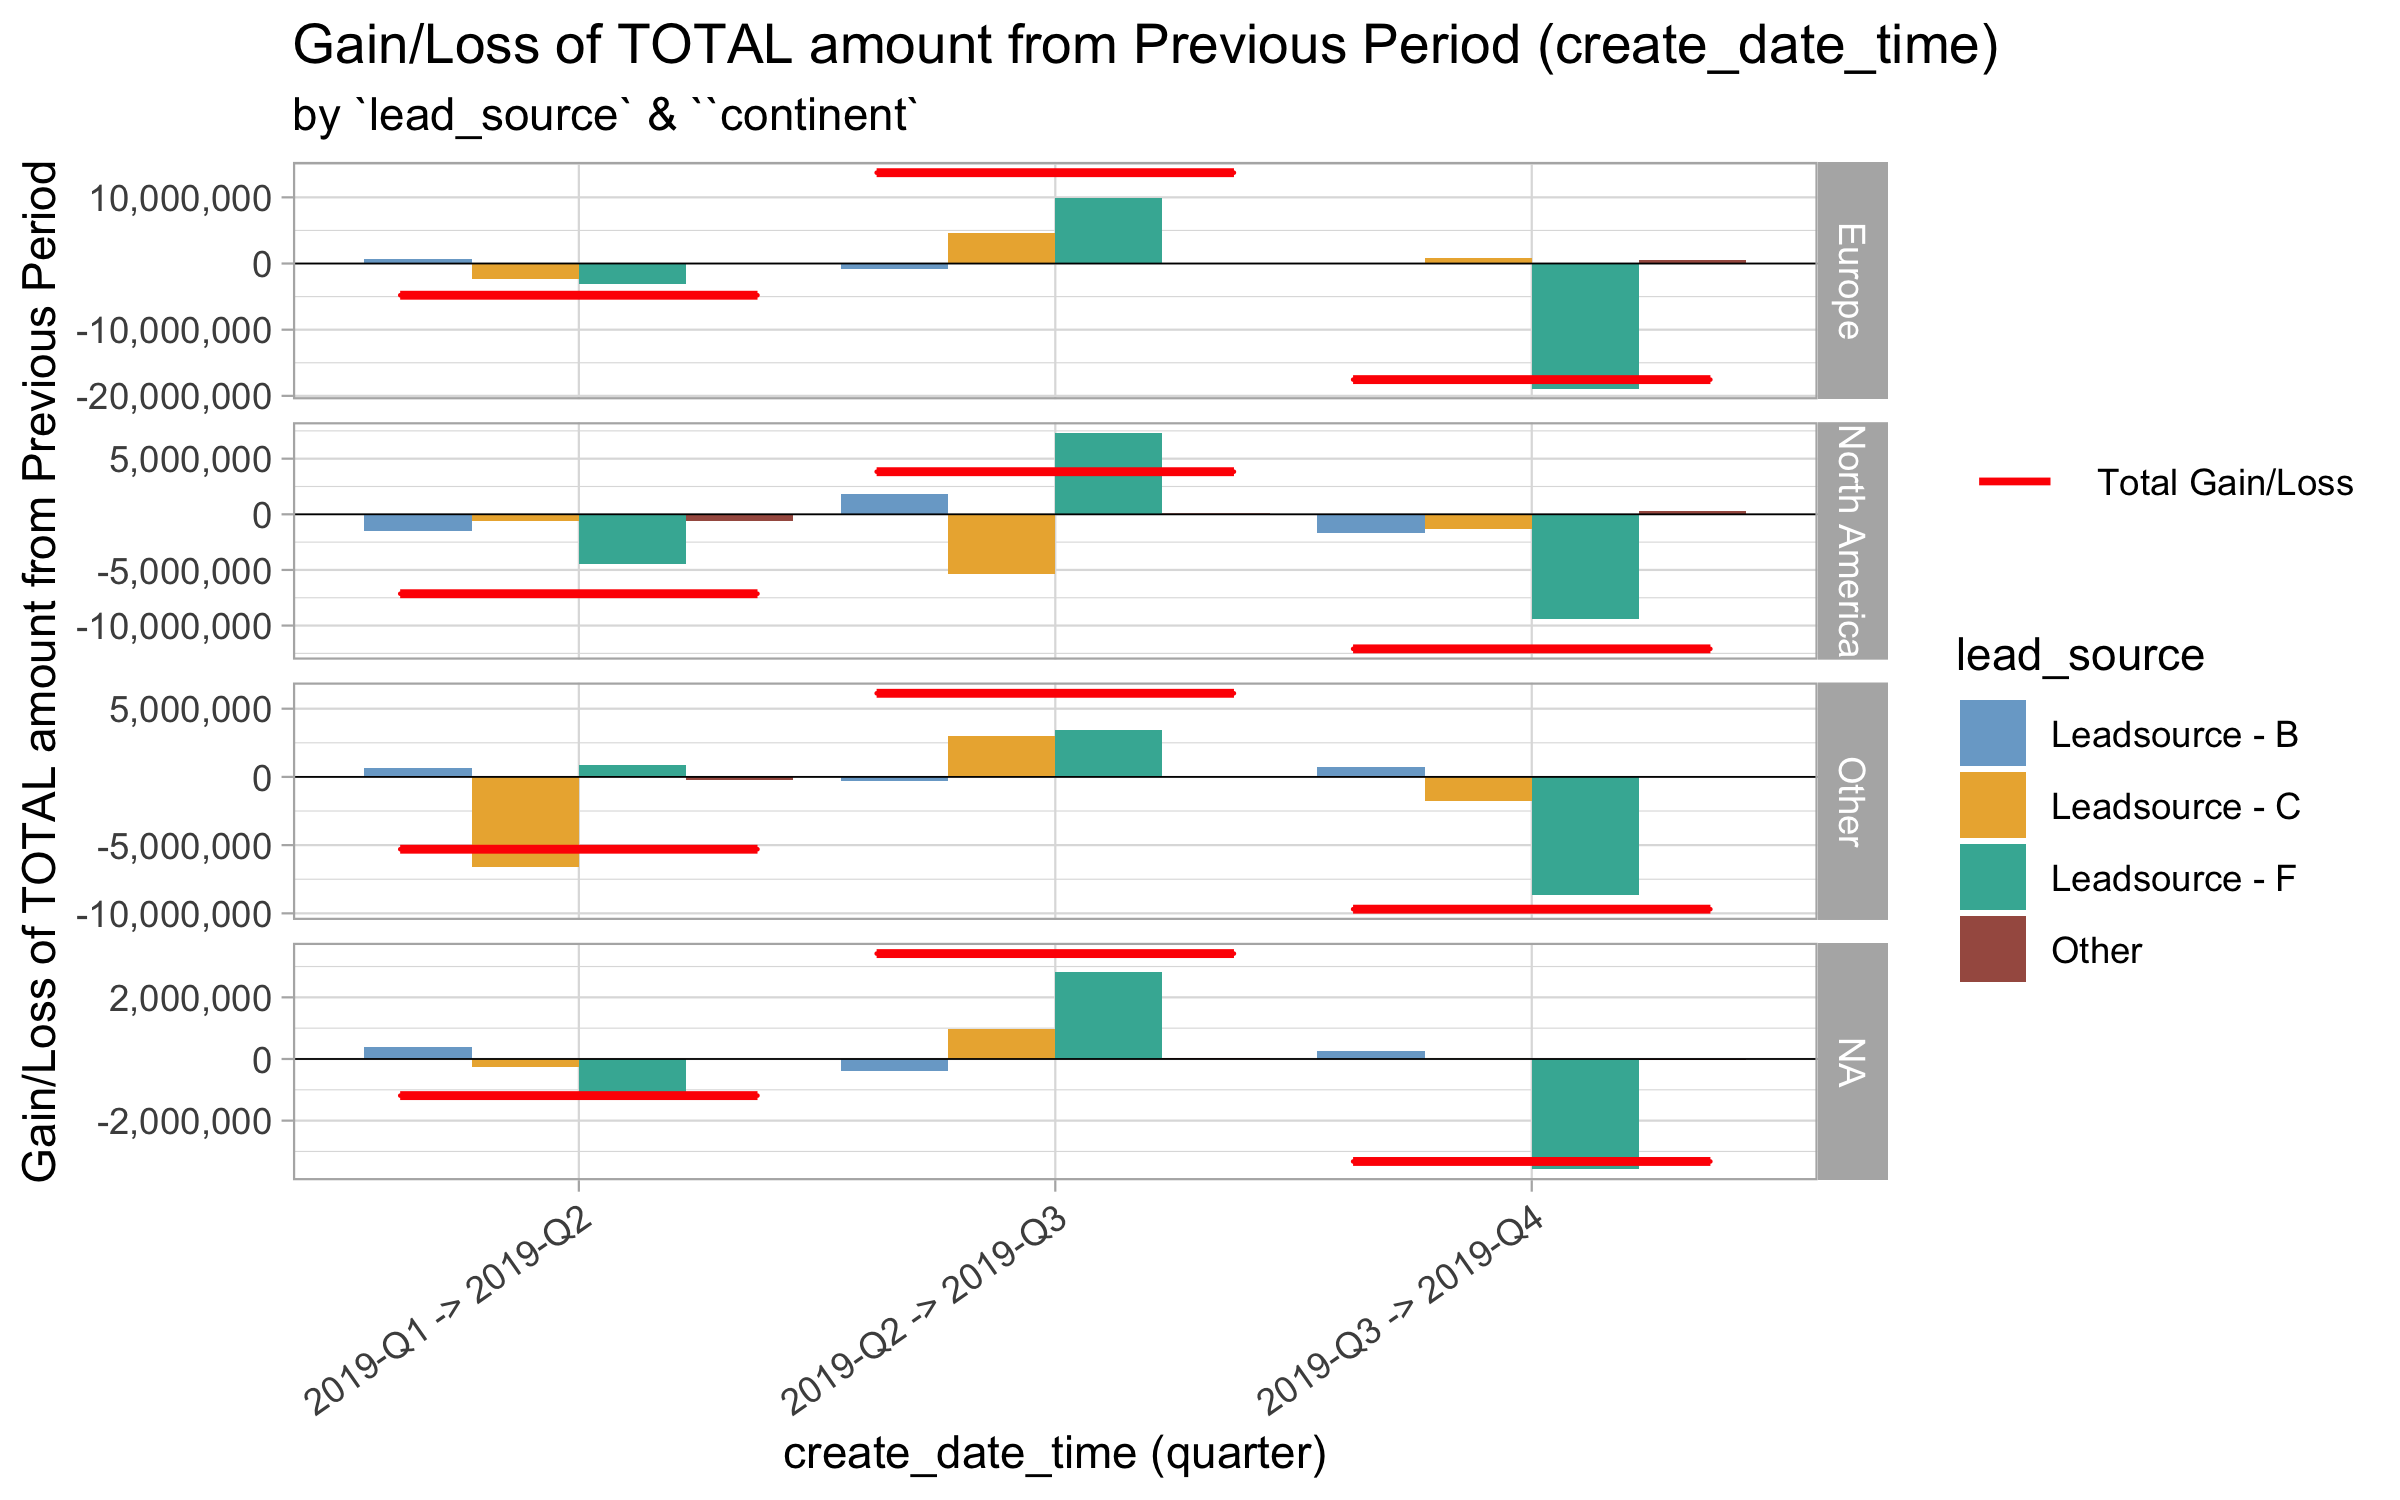 Gain/Loss of TOTAL amount from Previous Period (create_date_time)
by `lead_source` & ``continent`
Gain/Loss of TOTAL amount from Previous Period
10,000,000
0
-10,000,000
-20,000,000
Europe
5,000,000
0
-5,000,000
-10,000,000
North America
5,000,000
0
-5,000,000
-10,000,000
Other
2,000,000
0
-2,000,000
NA
2019-Q1 -> 2019-Q2
2019-Q2 -> 2019-Q3
2019-Q3 -> 2019-Q4
create_date_time (quarter)
Total Gain/Loss
lead_source
Leadsource - B
Leadsource - C
Leadsource - F
Other